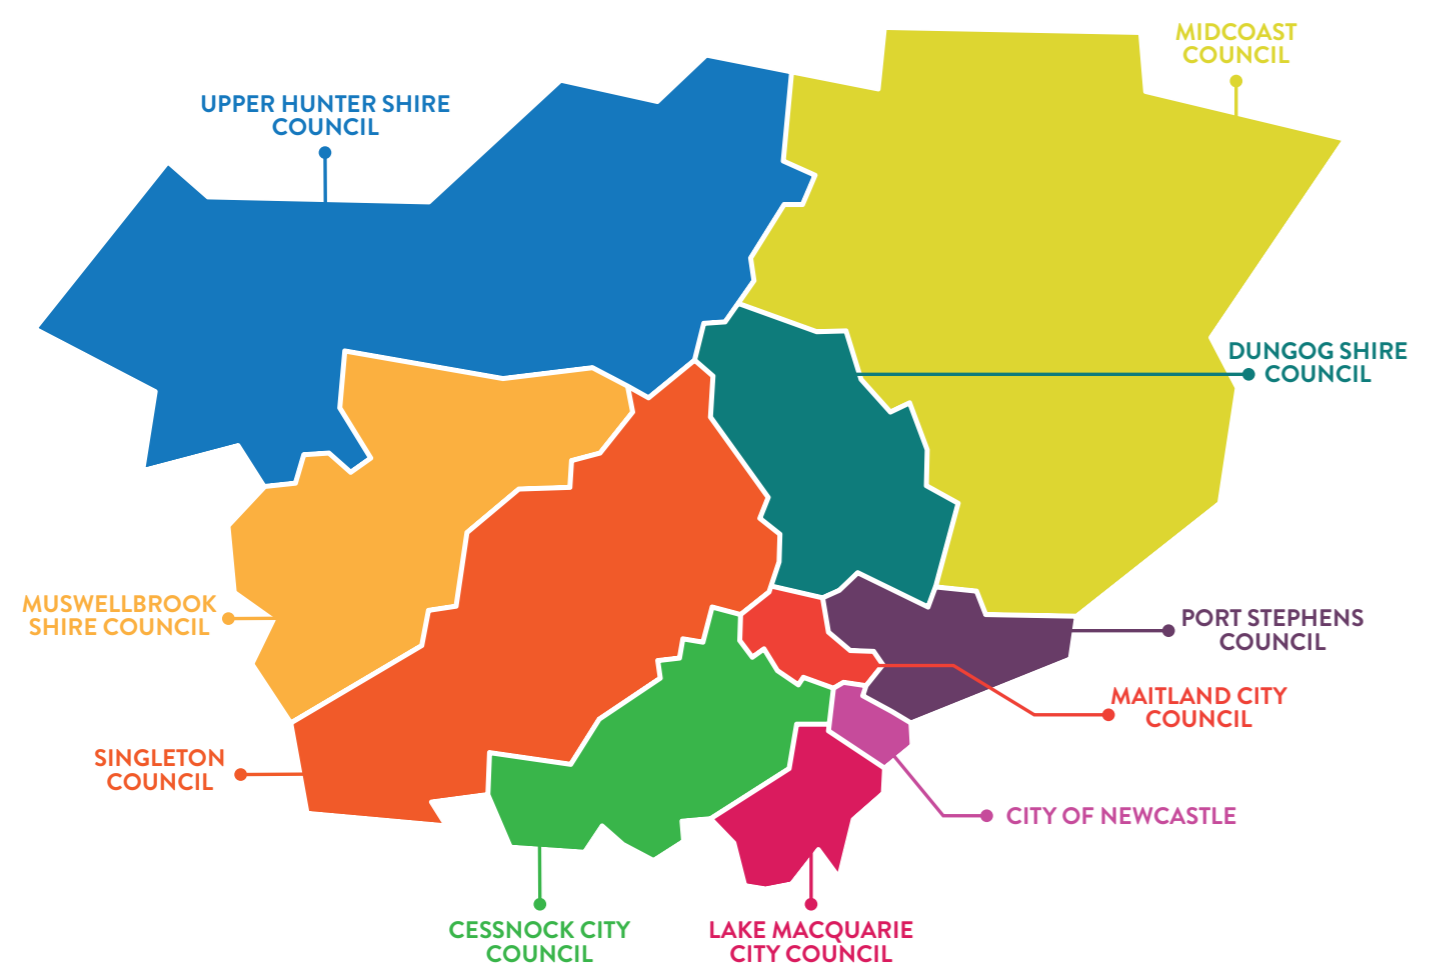 MIDCOAST
COUNCIL
UPPER HUNTER SHIRE
COUNCIL
DUNGOG SHIRE
COUNCIL
MUSWELLBROOK
SHIRE COUNCIL
PORT STEPHENS
COUNCIL
MAITLAND CITY
COUNCIL
SINGLETON
COUNCIL
CITY OF NEWCASTLE
CESSNOCK CITY
COUNCIL
LAKE MACQUARIE
CITY COUNCIL